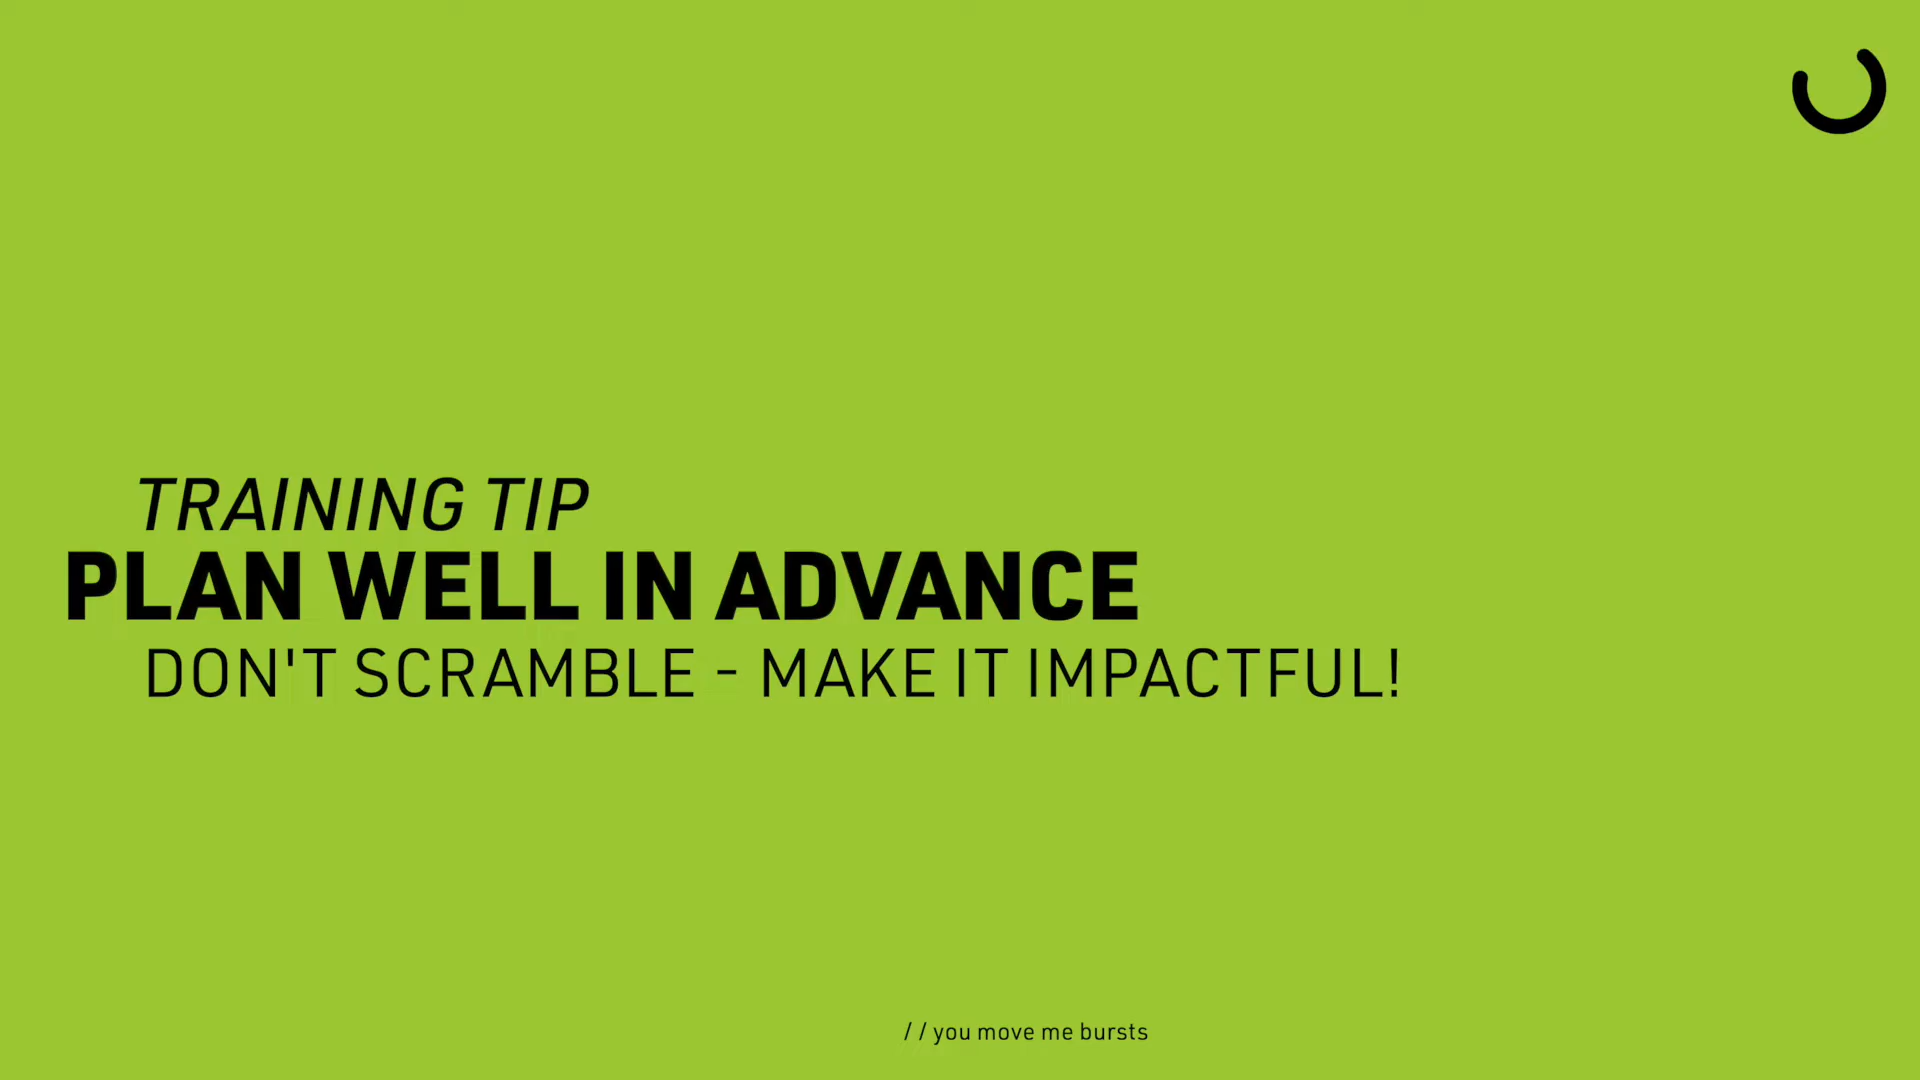 TRAINING TIP
PLAN WELL IN ADVANCE
DON'T SCRAMBLE - MAKE IT IMPACTFUL!
// you move me bursts